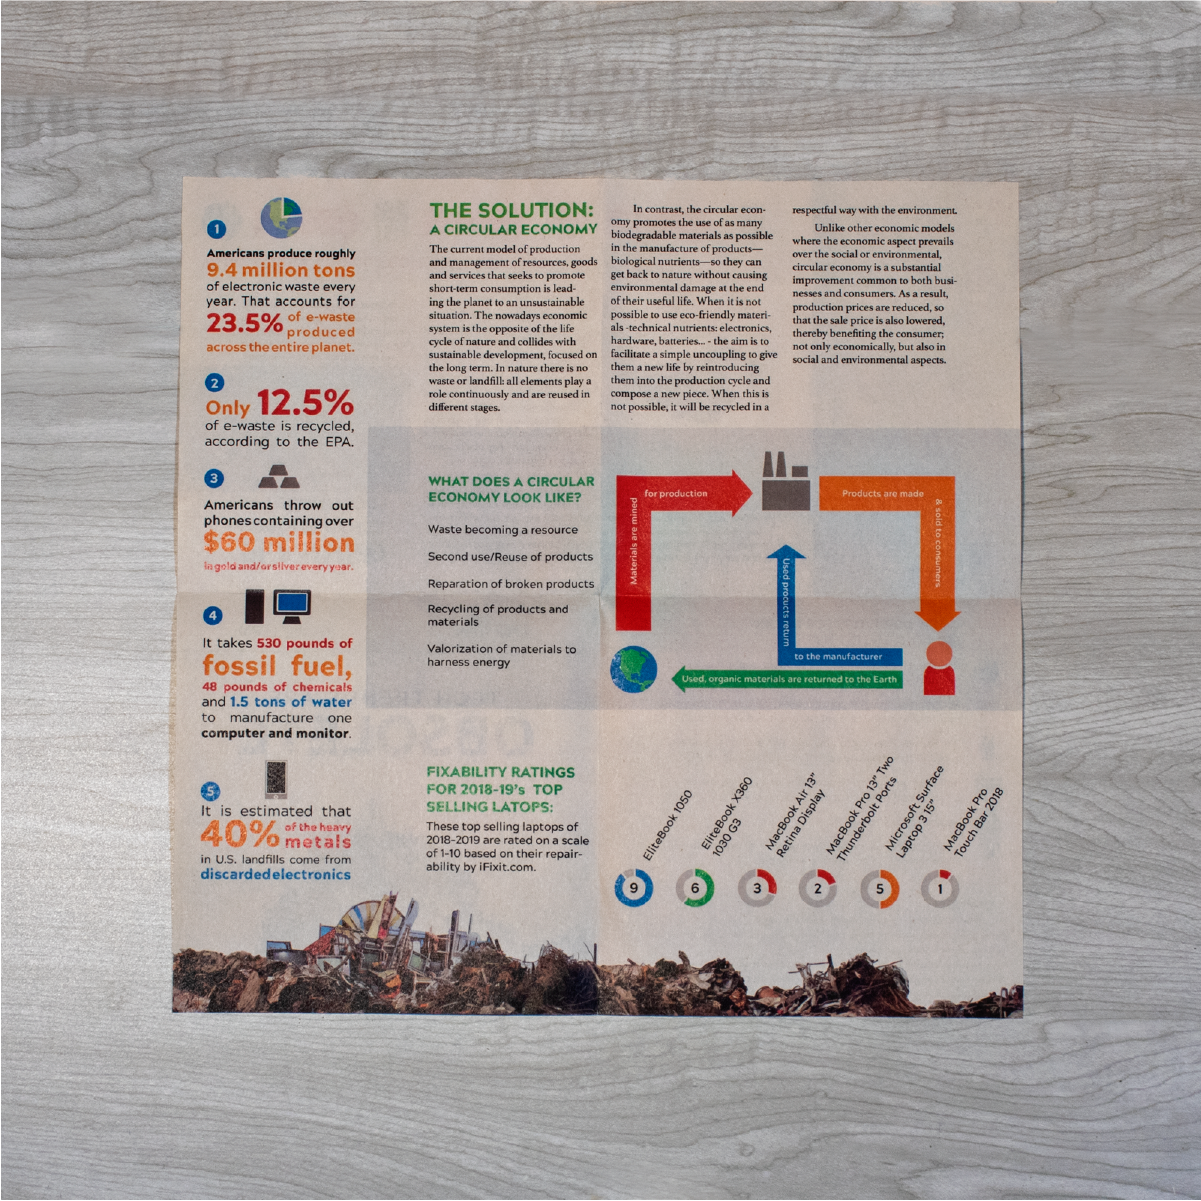 1
Americans produce roughly
9.4 million tons
of electronic waste every
year. That accounts for
23.5% of e-waste
produced
across the entire planet.
2
Only 12.5%
of e-waste is recycled,
according to the EPA.
3
Americans throw out
phones containing over
$60 million
in gold and/or silver every year.
4
It takes 530 pounds of
fossil fuel,
48 pounds of chemicals
and 1.5 tons of water
to manufacture one
computer and monitor.
5
It is estimated that
40% of the heavy
metals
in U.S. landfills come from
discarded electronics
THE SOLUTION:
A CIRCULAR ECONOMY
The current model of production
and management of resources, goods
and services that seeks to promote
short-term consumption is lead-
ing the planet to an unsustainable
situation. The nowadays economic
system is the opposite of the life
cycle of nature and collides with
sustainable development, focused on
the long term. In nature there is no
waste or landfill: all elements play a
role continuously and are reused in
different stages.
In contrast, the circular econ-
omy promotes the use of as many
biodegradable materials as possible
in the manufacture of products—
biological nutrients—so they can
get back to nature without causing
environmental damage at the end
of their useful life. When it is not
possible to use eco-friendly materi-
als -technical nutrients: electronics,
hardware, batteries... - the aim is to
facilitate a simple uncoupling to give
them a new life by reintroducing
them into the production cycle and
compose a new piece. When this is
not possible, it will be recycled in a
respectful way with the environment.
Unlike other economic models
where the economic aspect prevails
over the social or environmental,
circular economy is a substantial
improvement common to both busi-
nesses and consumers. As a result,
production prices are reduced, so
that the sale price is also lowered,
thereby benefiting the consumer;
not only economically, but also in
social and environmental aspects.
WHAT DOES A CIRCULAR
ECONOMY LOOK LIKE?
Waste becoming a resource
Second use/Reuse of products
Reparation of broken products
Recycling of products and
materials
Valorization of materials to
harness energy
Materials are mined
for production
Products are made
& sold to consumers
Used products return
to the manufacturer
Used, organic materials are returned to the Earth
FIXABILITY RATINGS
FOR 2018-19's TOP
SELLING LATOPS:
These top selling laptops of
2018-2019 are rated on a scale
of 1-10 based on their repair-
ability by iFixit.com.
EliteBook 1050
9
EliteBook X360
1030 G3
6
MacBook Air 13"
Retina Display
3
MacBook Pro 13" Two
Thunderbolt Ports
2
Microsoft Surface
Laptop 3 15"
5
MacBook Pro
Touch Bar 2018
1